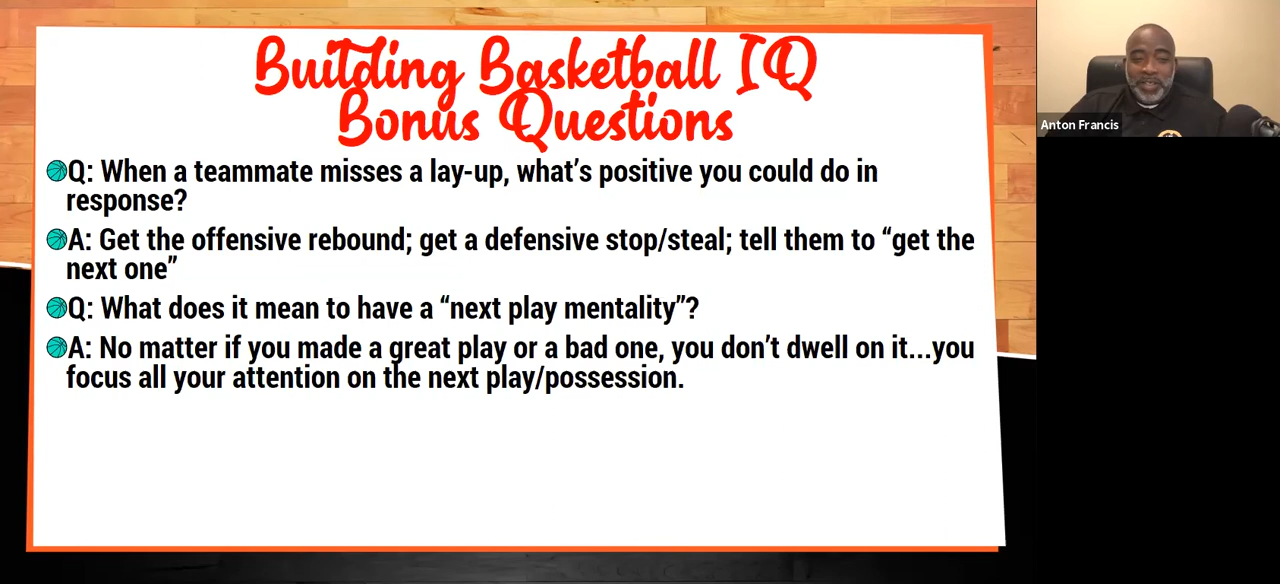 Building Basketball IQ
Bonus Questions
Q: When a teammate misses a lay-up, what’s positive you could do in
response?
A: Get the offensive rebound; get a defensive stop/steal; tell them to “get the
next one”
Q: What does it mean to have a “next play mentality”?
A: No matter if you made a great play or a bad one, you don’t dwell on it...you
focus all your attention on the next play/possession.
Anton Francis